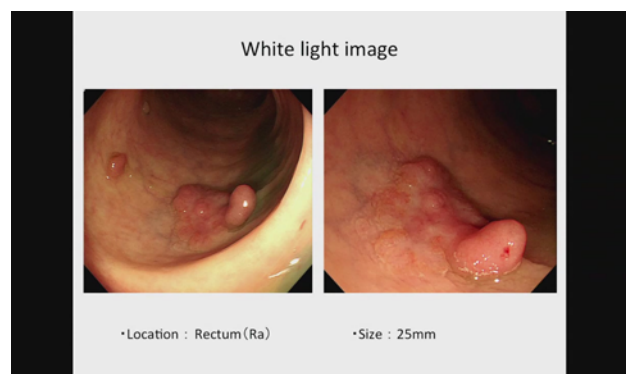 White light image
・Location : Rectum(Ra)
・Size : 25mm